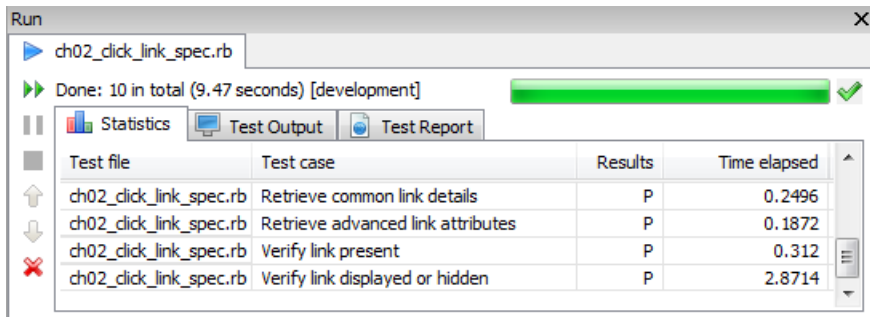 Run
ch02_click_link_spec.rb
Done: 10 in total (9.47 seconds) [development]
Statistics Test Output Test Report
Test file Test case Results Time elapsed
ch02_click_link_spec.rb Retrieve common link details P 0.2496
ch02_click_link_spec.rb Retrieve advanced link attributes P 0.1872
ch02_click_link_spec.rb Verify link present P 0.312
ch02_click_link_spec.rb Verify link displayed or hidden P 2.8714